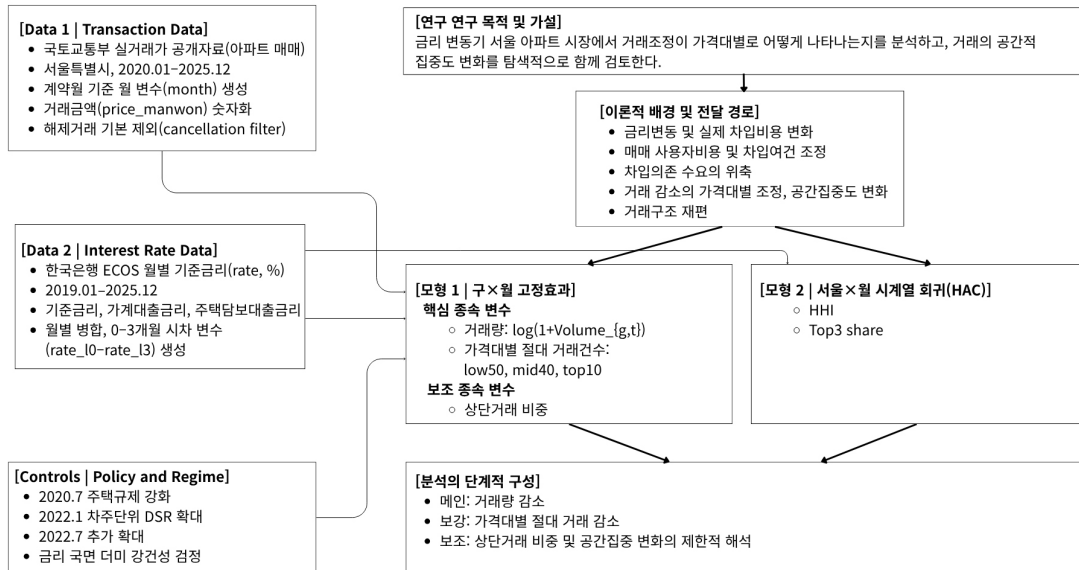 [Data 1 | Transaction Data]
국토교통부 실거래가 공개자료(아파트 매매)
서울특별시, 2020.01–2025.12
계약월 기준 월 변수(month) 생성
거래금액(price_manwon) 숫자화
해제거래 기본 제외(cancellation filter)
[연구 연구 목적 및 가설]
금리 변동기 서울 아파트 시장에서 거래조정이 가격대별로 어떻게 나타나는지를 분석하고, 거래의 공간적
집중도 변화를 탐색적으로 함께 검토한다.
[이론적 배경 및 전달 경로]
금리변동 및 실제 차입비용 변화
매매 사용자비용 및 차입여건 조정
차입의존 수요의 위축
거래 감소의 가격대별 조정, 공간집중도 변화
거래구조 재편
[Data 2 | Interest Rate Data]
한국은행 ECOS 월별 기준금리(rate, %)
2019.01–2025.12
기준금리, 가계대출금리, 주택담보대출금리
월별 병합, 0–3개월 시차 변수
(rate_l0–rate_l3) 생성
[모형 1 | 구×월 고정효과]
핵심 종속 변수
거래량: log(1+Volume_{g,t})
가격대별 절대 거래건수:
low50, mid40, top10
보조 종속 변수
상단거래 비중
[모형 2 | 서울×월 시계열 회귀(HAC)]
HHI
Top3 share
[Controls | Policy and Regime]
2020.7 주택규제 강화
2022.1 차주단위 DSR 확대
2022.7 추가 확대
금리 국면 더미 강건성 검정
[분석의 단계적 구성]
메인: 거래량 감소
보강: 가격대별 절대 거래 감소
보조: 상단거래 비중 및 공간집중 변화의 제한적 해석